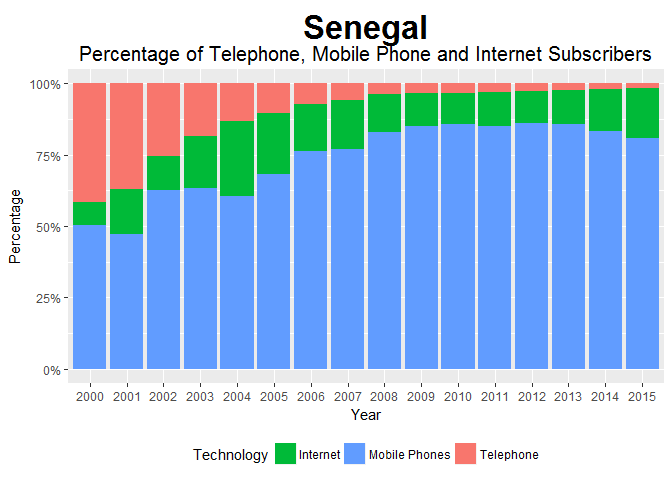 Senegal
Percentage of Telephone, Mobile Phone and Internet Subscribers
100%
75%
50%
25%
0%
Percentage
2000 2001 2002 2003 2004 2005 2006 2007 2008 2009 2010 2011 2012 2013 2014 2015
Year
Technology Internet Mobile Phones Telephone